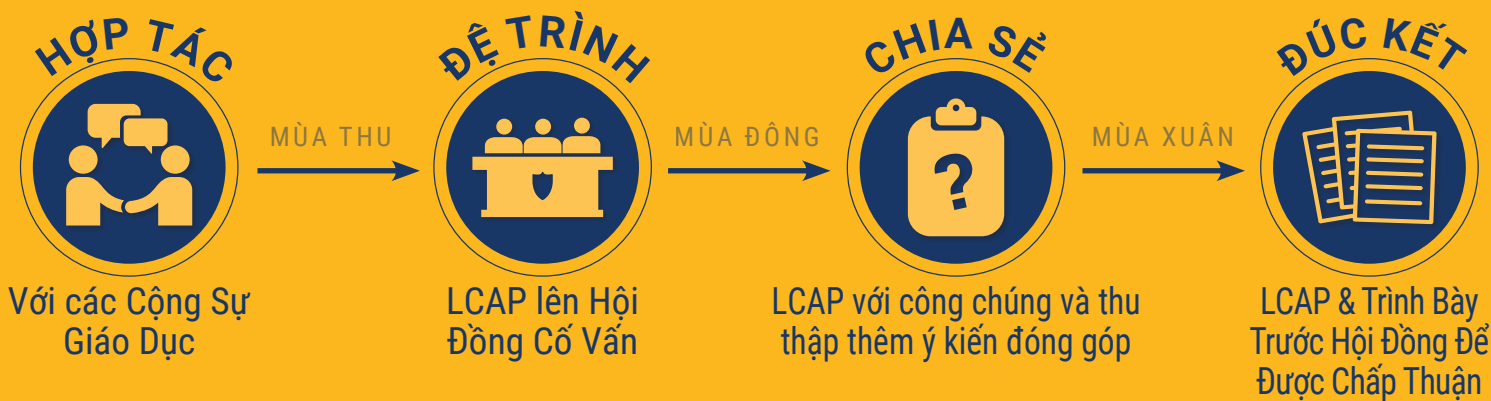 HỢP TÁC
Với các Cộng Sự
Giáo Dục
MÙA THU
ĐỆ TRÌNH
LCAP lên Hội
Đồng Cố Vấn
MÙA ĐÔNG
CHIA SẺ
?
LCAP với công chúng và thu
thập thêm ý kiến đóng góp
MÙA XUÂN
ĐÚC KẾT
LCAP & Trình Bày
Trước Hội Đồng Để
Được Chấp Thuận